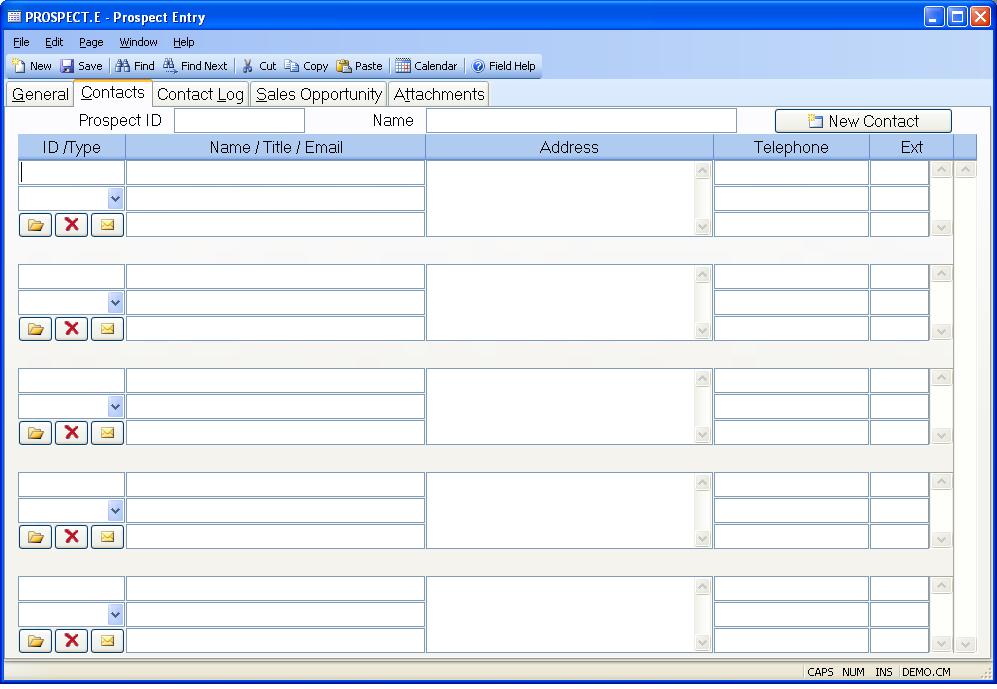 PROSPECT.E - Prospect Entry
File Edit Page Window Help
New Save Find Find Next Cut Copy Paste Calendar Field Help
General Contacts Contact Log Sales Opportunity Attachments
Prospect ID Name New Contact
ID /Type Name / Title / Email Address Telephone Ext
CAPS NUM INS DEMO.CM